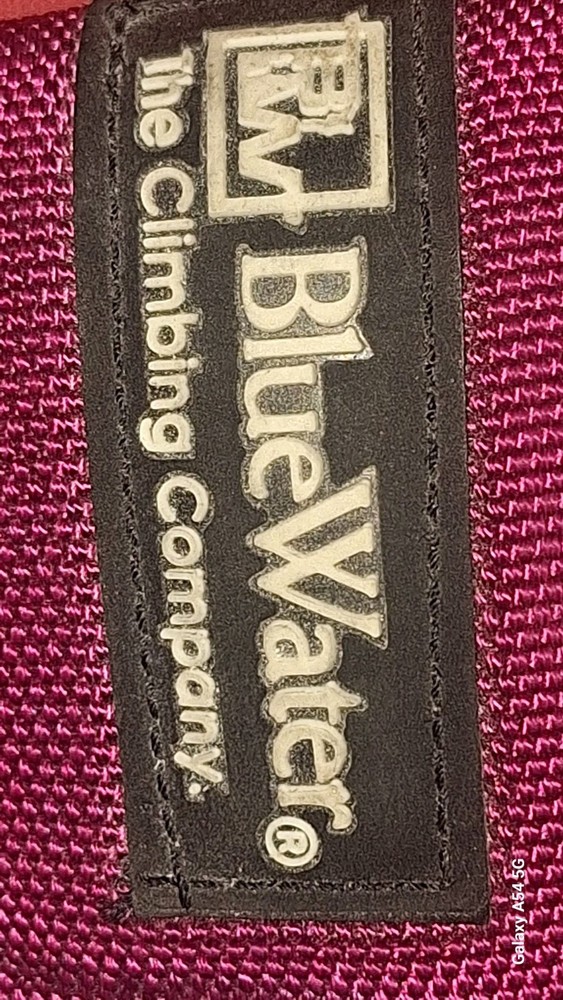 BW
BlueWater®
The Climbing Company.
Galaxy A54 5G